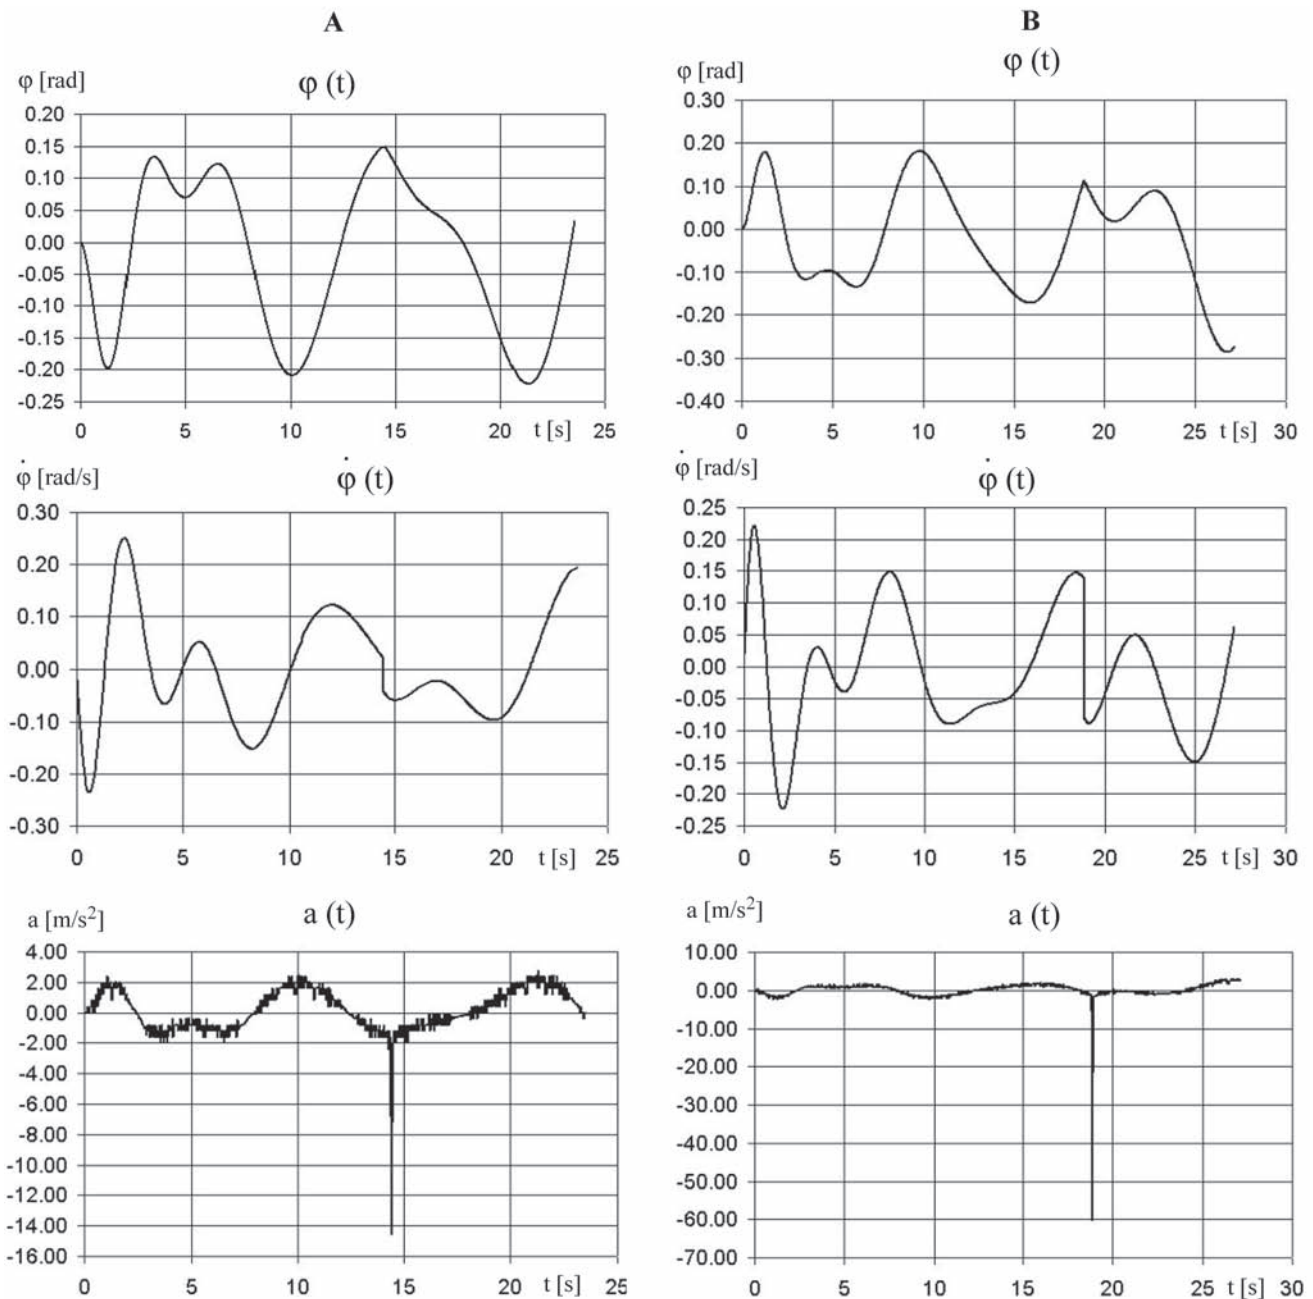 A
φ [rad]
φ (t)
0.20
0.15
0.10
0.05
0.00
-0.05
-0.10
-0.15
-0.20
-0.25
0 5 10 15 20 t [s] 25
φ̇ [rad/s]
φ̇ (t)
0.30
0.20
0.10
0.00
-0.10
-0.20
-0.30
0 5 10 15 20 t [s] 25
a [m/s²]
a (t)
4.00
2.00
0.00
-2.00
-4.00
-6.00
-8.00
-10.00
-12.00
-14.00
-16.00
0 5 10 15 20 t [s] 25
B
φ [rad]
φ (t)
0.30
0.20
0.10
0.00
-0.10
-0.20
-0.30
-0.40
0 5 10 15 20 25 t [s] 30
φ̇ [rad/s]
φ̇ (t)
0.25
0.20
0.15
0.10
0.05
0.00
-0.05
-0.10
-0.15
-0.20
-0.25
0 5 10 15 20 25 t [s] 30
a [m/s²]
a (t)
10.00
0.00
-10.00
-20.00
-30.00
-40.00
-50.00
-60.00
-70.00
0 5 10 15 20 25 t [s] 30